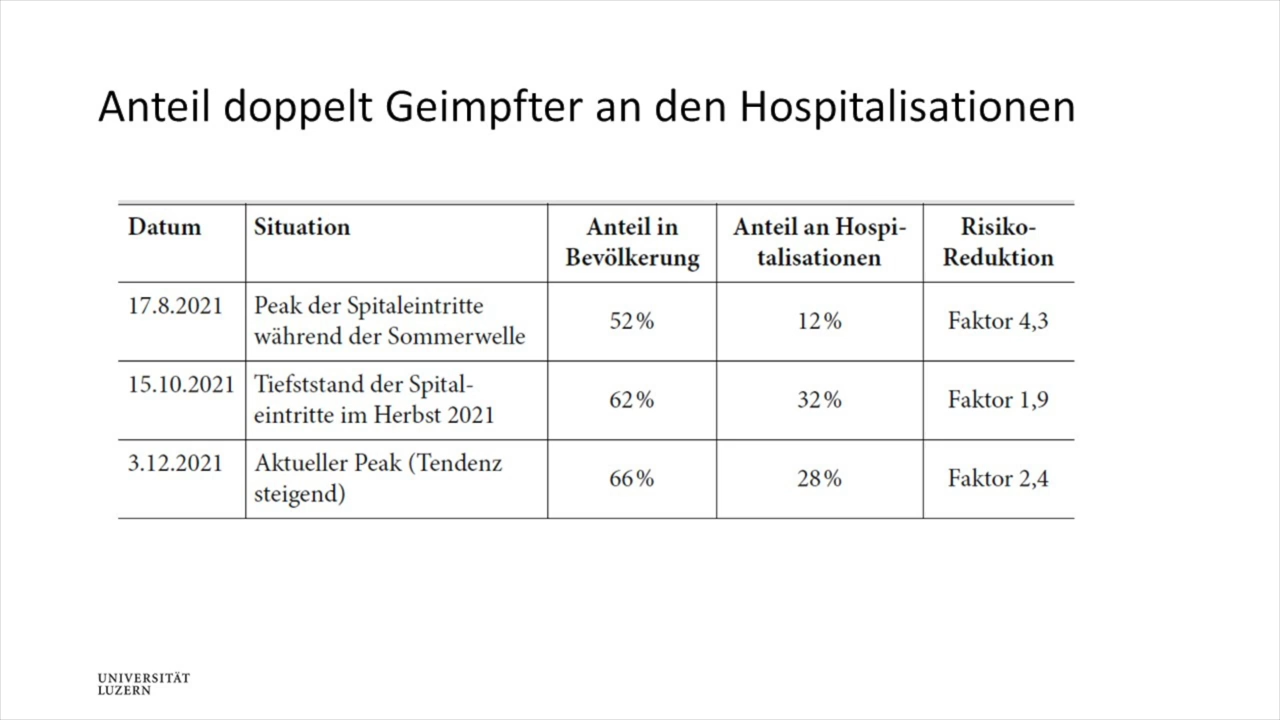 Anteil doppelt Geimpfter an den Hospitalisationen
Datum
Situation
Anteil in
Bevölkerung
Anteil an Hospi-
talisationen
Risiko-
Reduktion
17.8.2021
Peak der Spitaleintritte
während der Sommerwelle
52 %
12 %
Faktor 4,3
15.10.2021
Tiefststand der Spital-
eintritte im Herbst 2021
62 %
32 %
Faktor 1,9
3.12.2021
Aktueller Peak (Tendenz
steigend)
66 %
28 %
Faktor 2,4
UNIVERSITÄT
LUZERN